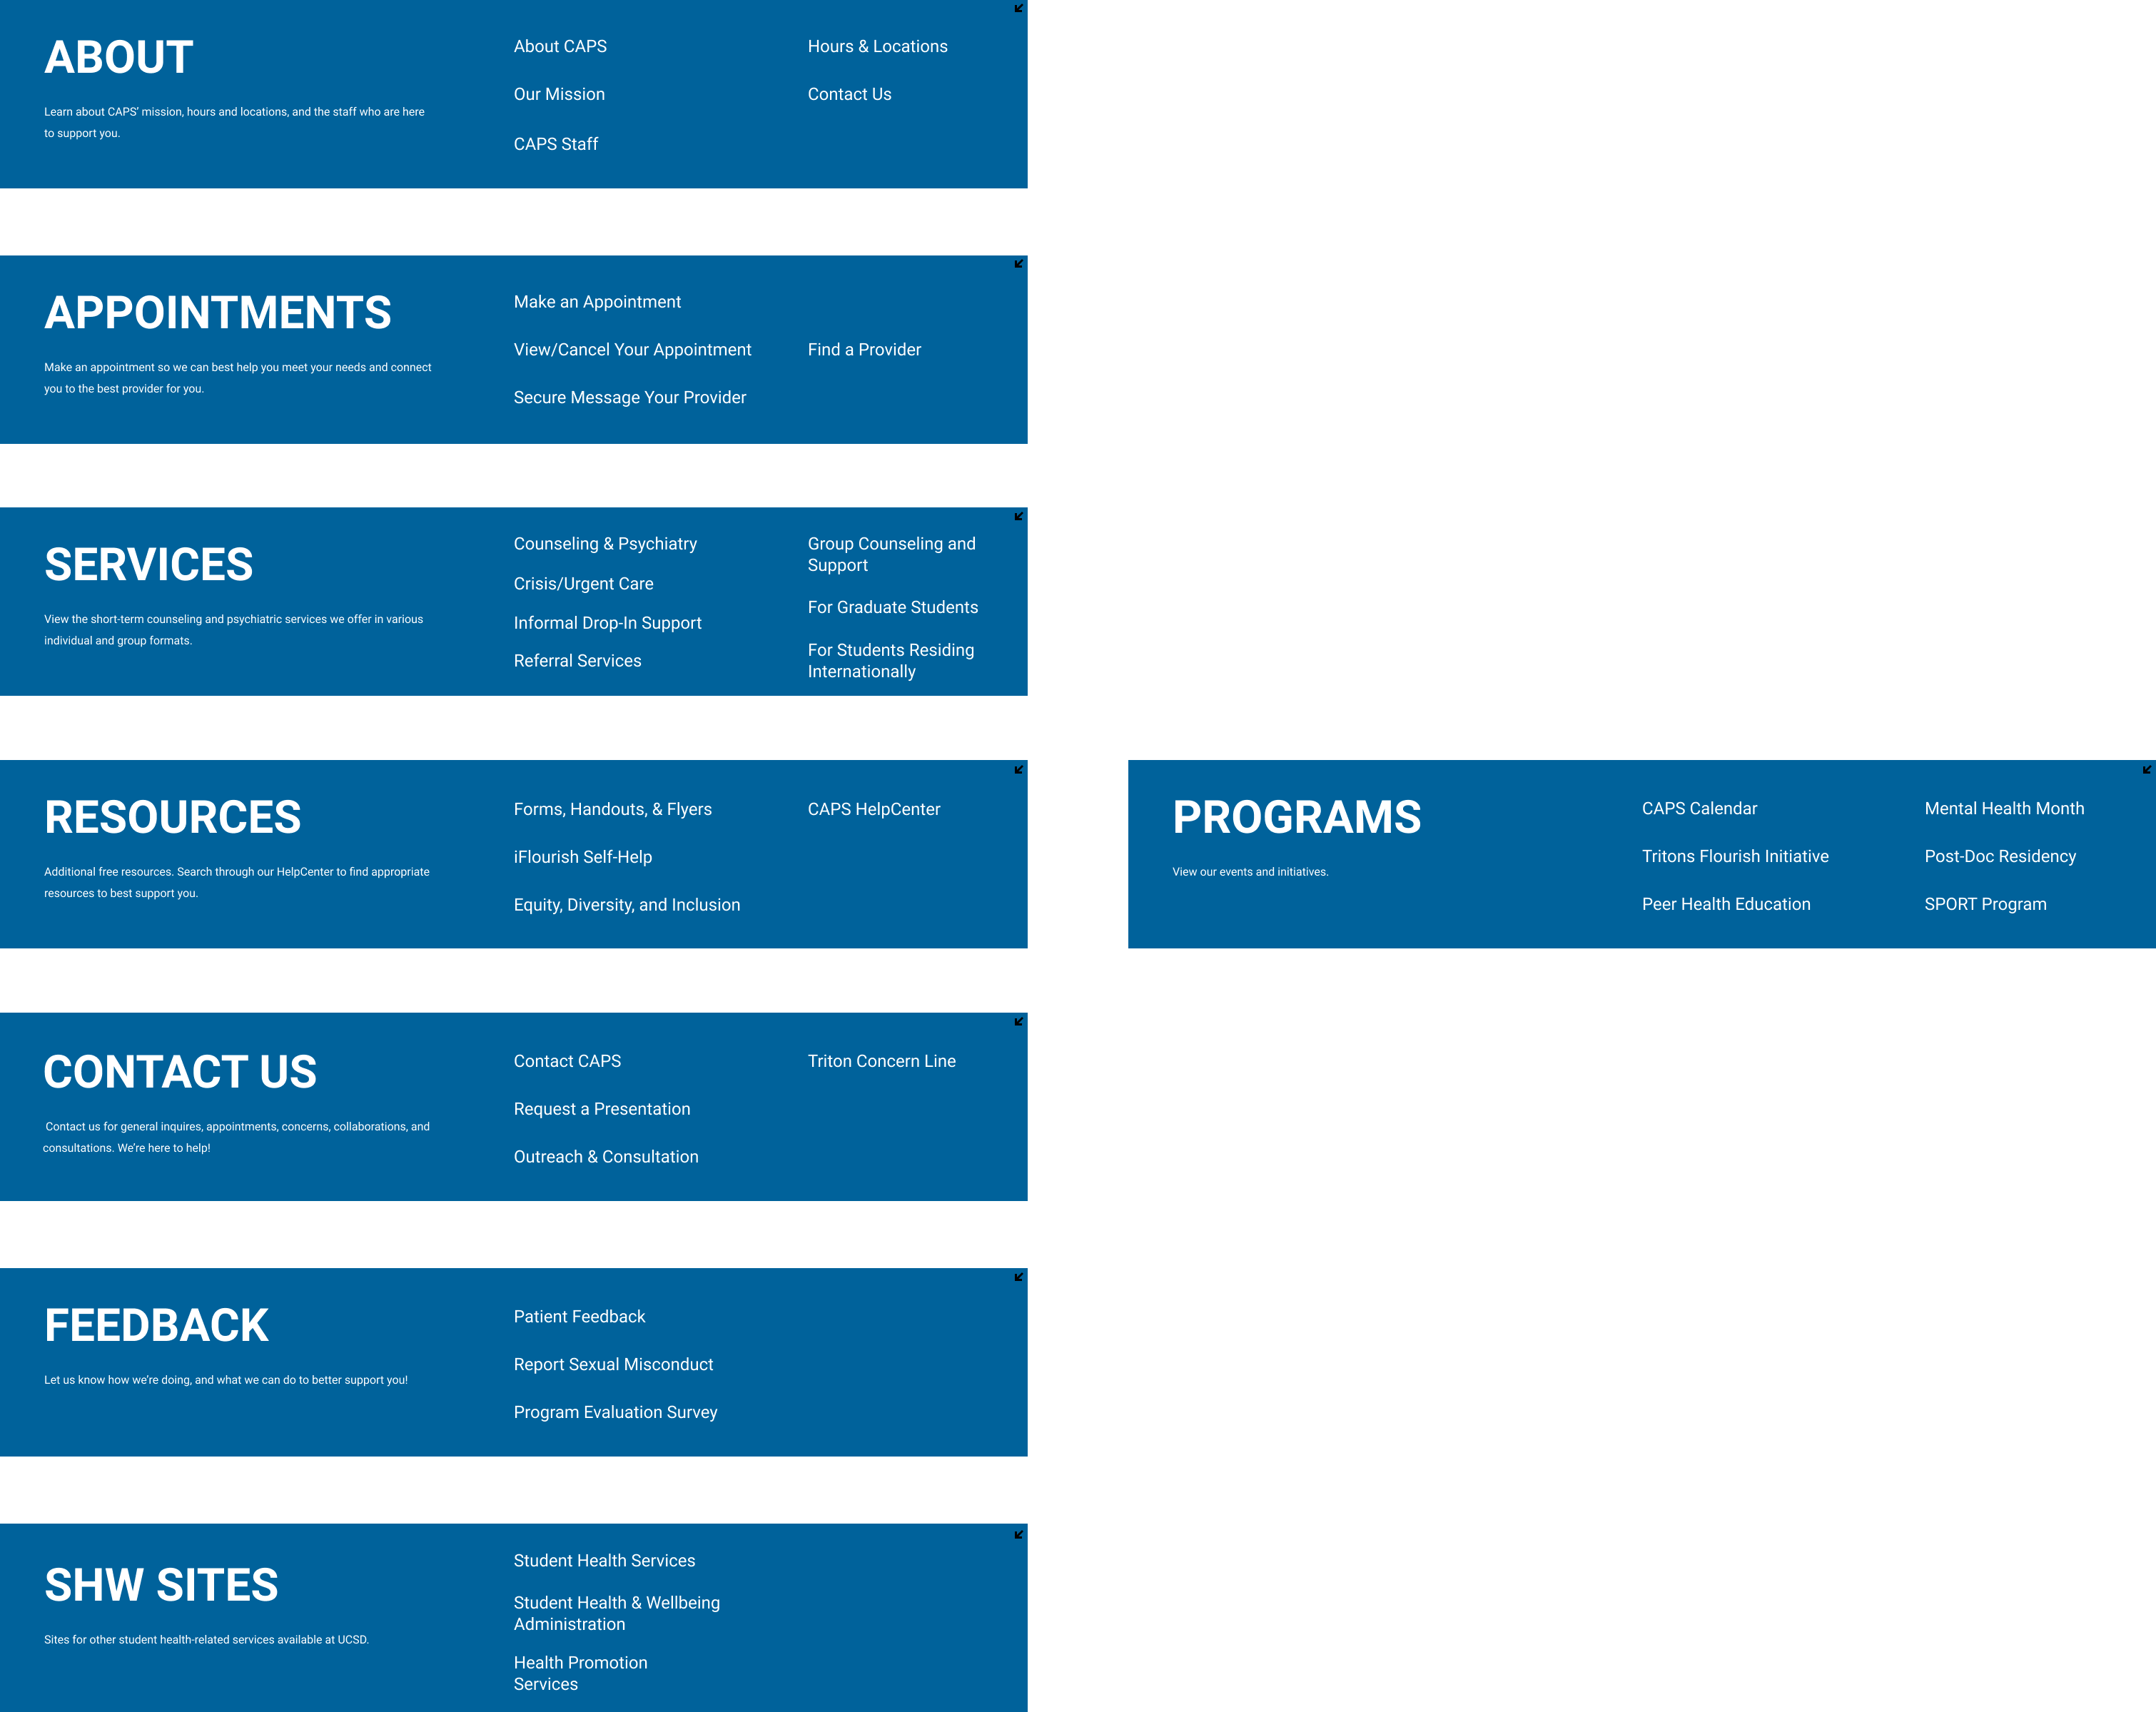 ABOUT
Learn about CAPS' mission, hours and locations, and the staff who are here
to support you.
About CAPS
Our Mission
CAPS Staff
Hours & Locations
Contact Us
APPOINTMENTS
Make an appointment so we can best help you meet your needs and connect
you to the best provider for you.
Make an Appointment
View/Cancel Your Appointment
Secure Message Your Provider
Find a Provider
SERVICES
View the short-term counseling and psychiatric services we offer in various
individual and group formats.
Counseling & Psychiatry
Crisis/Urgent Care
Informal Drop-In Support
Referral Services
Group Counseling and
Support
For Graduate Students
For Students Residing
Internationally
RESOURCES
Additional free resources. Search through our HelpCenter to find appropriate
resources to best support you.
Forms, Handouts, & Flyers
iFlourish Self-Help
Equity, Diversity, and Inclusion
CAPS HelpCenter
PROGRAMS
View our events and initiatives.
CAPS Calendar
Tritons Flourish Initiative
Peer Health Education
Mental Health Month
Post-Doc Residency
SPORT Program
CONTACT US
Contact us for general inquires, appointments, concerns, collaborations, and
consultations. We're here to help!
Contact CAPS
Request a Presentation
Outreach & Consultation
Triton Concern Line
FEEDBACK
Let us know how we're doing, and what we can do to better support you!
Patient Feedback
Report Sexual Misconduct
Program Evaluation Survey
SHW SITES
Sites for other student health-related services available at UCSD.
Student Health Services
Student Health & Wellbeing
Administration
Health Promotion
Services